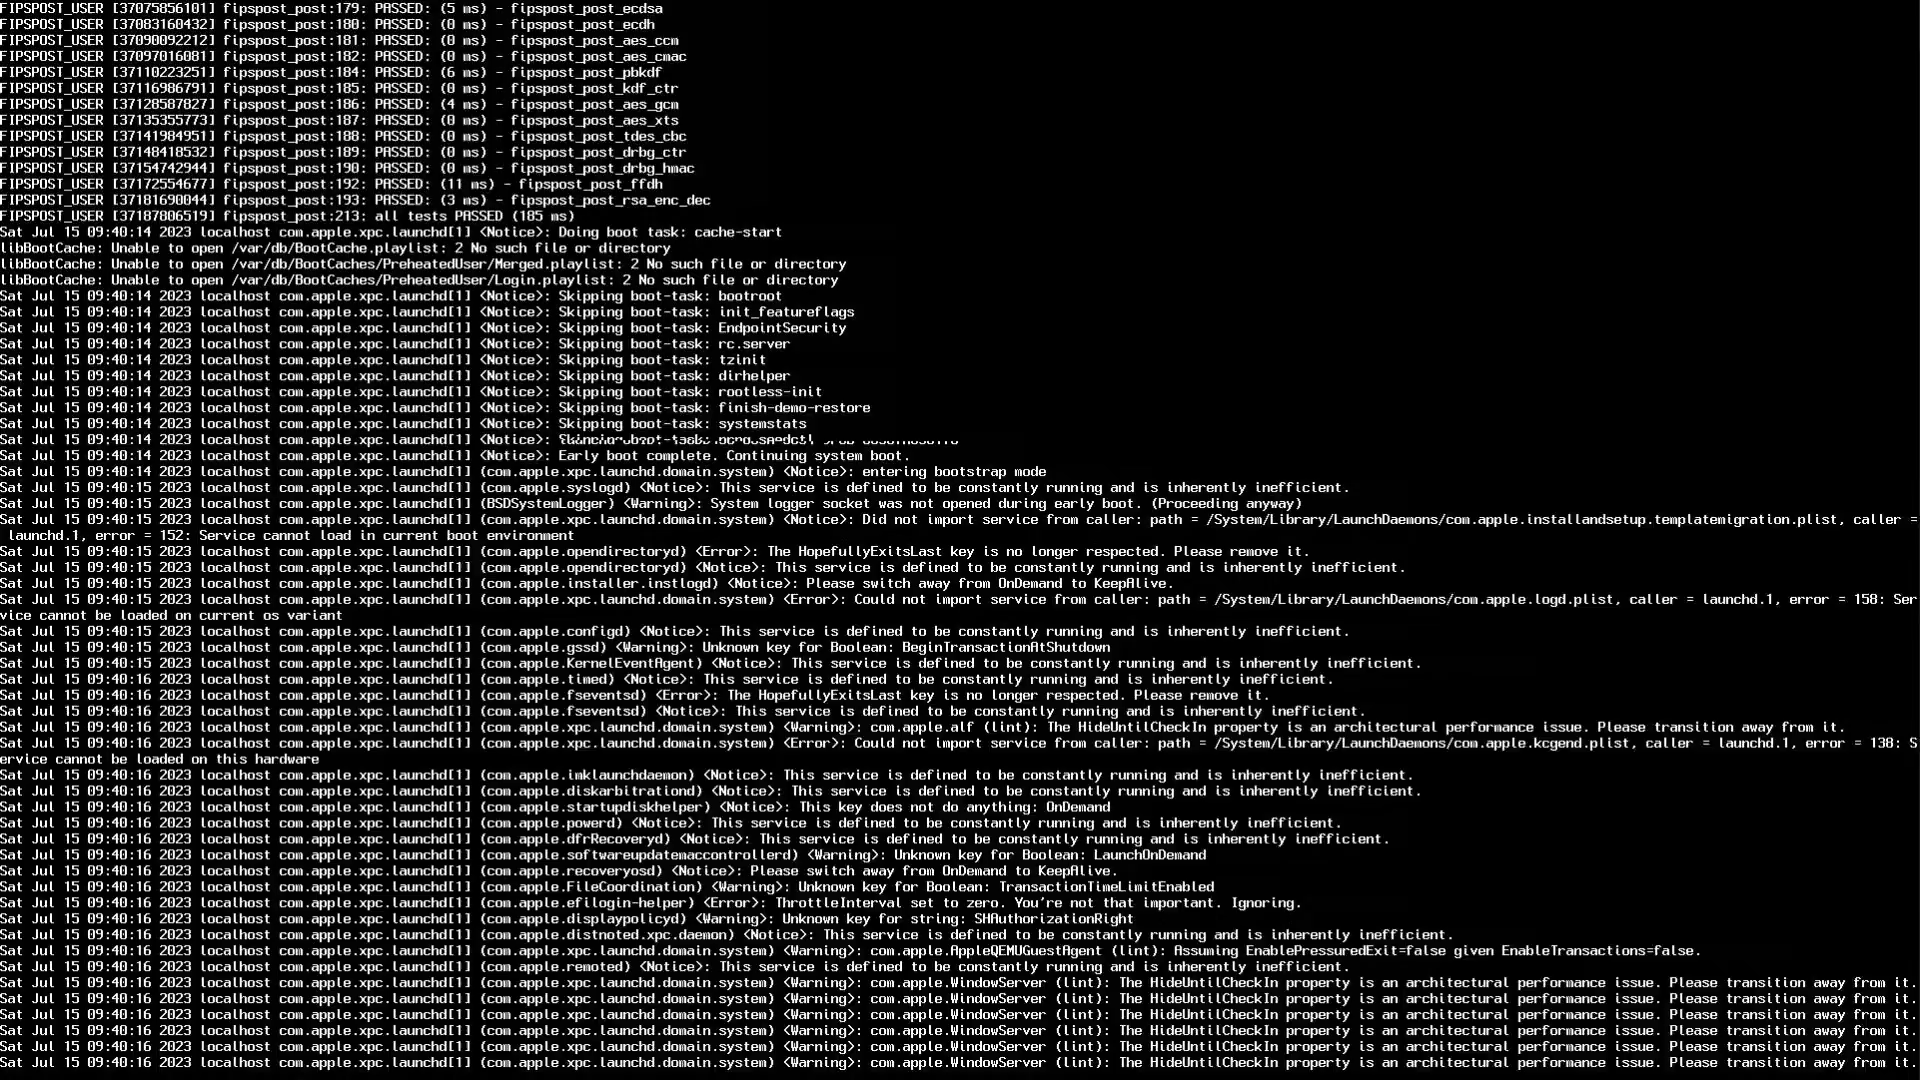 FIPSPOST_USER [37075856101] fipspost_post:179: PASSED: (5 ms) - fipspost_post_ecdsa
FIPSPOST_USER [37083160432] fipspost_post:180: PASSED: (0 ms) - fipspost_post_ecdh
FIPSPOST_USER [37090092212] fipspost_post:181: PASSED: (0 ms) - fipspost_post_aes_ccm
FIPSPOST_USER [37097016081] fipspost_post:182: PASSED: (0 ms) - fipspost_post_aes_cmac
FIPSPOST_USER [37110223251] fipspost_post:184: PASSED: (6 ms) - fipspost_post_pbkdf
FIPSPOST_USER [37116986791] fipspost_post:185: PASSED: (0 ms) - fipspost_post_kdf_ctr
FIPSPOST_USER [37128587827] fipspost_post:186: PASSED: (4 ms) - fipspost_post_aes_gcm
FIPSPOST_USER [37135355773] fipspost_post:187: PASSED: (0 ms) - fipspost_post_aes_xts
FIPSPOST_USER [37141984951] fipspost_post:188: PASSED: (0 ms) - fipspost_post_tdes_cbc
FIPSPOST_USER [37148418532] fipspost_post:189: PASSED: (0 ms) - fipspost_post_drbg_ctr
FIPSPOST_USER [37154742944] fipspost_post:190: PASSED: (0 ms) - fipspost_post_drbg_hmac
FIPSPOST_USER [37172554677] fipspost_post:192: PASSED: (11 ms) - fipspost_post_ffdh
FIPSPOST_USER [37181690044] fipspost_post:193: PASSED: (3 ms) - fipspost_post_rsa_enc_dec
FIPSPOST_USER [37187806519] fipspost_post:213: all tests PASSED (185 ms)
Sat Jul 15 09:40:14 2023 localhost com.apple.xpc.launchd[1] <Notice>: Doing boot task: cache-start
libBootCache: Unable to open /var/db/BootCache.playlist: 2 No such file or directory
libBootCache: Unable to open /var/db/BootCaches/PreheatedUser/Merged.playlist: 2 No such file or directory
libBootCache: Unable to open /var/db/BootCaches/PreheatedUser/Login.playlist: 2 No such file or directory
Sat Jul 15 09:40:14 2023 localhost com.apple.xpc.launchd[1] <Notice>: Skipping boot-task: bootroot
Sat Jul 15 09:40:14 2023 localhost com.apple.xpc.launchd[1] <Notice>: Skipping boot-task: init_featureflags
Sat Jul 15 09:40:14 2023 localhost com.apple.xpc.launchd[1] <Notice>: Skipping boot-task: EndpointSecurity
Sat Jul 15 09:40:14 2023 localhost com.apple.xpc.launchd[1] <Notice>: Skipping boot-task: rc.server
Sat Jul 15 09:40:14 2023 localhost com.apple.xpc.launchd[1] <Notice>: Skipping boot-task: tzinit
Sat Jul 15 09:40:14 2023 localhost com.apple.xpc.launchd[1] <Notice>: Skipping boot-task: dirhelper
Sat Jul 15 09:40:14 2023 localhost com.apple.xpc.launchd[1] <Notice>: Skipping boot-task: rootless-init
Sat Jul 15 09:40:14 2023 localhost com.apple.xpc.launchd[1] <Notice>: Skipping boot-task: finish-demo-restore
Sat Jul 15 09:40:14 2023 localhost com.apple.xpc.launchd[1] <Notice>: Skipping boot-task: systemstats
Sat Jul 15 09:40:14 2023 localhost com.apple.xpc.launchd[1] <Notice>:
Sat Jul 15 09:40:14 2023 localhost com.apple.xpc.launchd[1] <Notice>: Early boot complete. Continuing system boot.
Sat Jul 15 09:40:14 2023 localhost com.apple.xpc.launchd[1] (com.apple.xpc.launchd.domain.system) <Notice>: entering bootstrap mode
Sat Jul 15 09:40:15 2023 localhost com.apple.xpc.launchd[1] (com.apple.syslogd) <Notice>: This service is defined to be constantly running and is inherently inefficient.
Sat Jul 15 09:40:15 2023 localhost com.apple.xpc.launchd[1] (BSDSystemLogger) <Warning>: System logger socket was not opened during early boot. (Proceeding anyway)
Sat Jul 15 09:40:15 2023 localhost com.apple.xpc.launchd[1] (com.apple.xpc.launchd.domain.system) <Notice>: Did not import service from caller: path = /System/Library/LaunchDaemons/com.apple.installandsetup.templatemigration.plist, caller =
launchd.1, error = 152: Service cannot load in current boot environment
Sat Jul 15 09:40:15 2023 localhost com.apple.xpc.launchd[1] (com.apple.opendirectoryd) <Error>: The HopefullyExitsLast key is no longer respected. Please remove it.
Sat Jul 15 09:40:15 2023 localhost com.apple.xpc.launchd[1] (com.apple.opendirectoryd) <Notice>: This service is defined to be constantly running and is inherently inefficient.
Sat Jul 15 09:40:15 2023 localhost com.apple.xpc.launchd[1] (com.apple.installer.instlogd) <Notice>: Please switch away from OnDemand to KeepAlive.
Sat Jul 15 09:40:15 2023 localhost com.apple.xpc.launchd[1] (com.apple.xpc.launchd.domain.system) <Error>: Could not import service from caller: path = /System/Library/LaunchDaemons/com.apple.logd.plist, caller = launchd.1, error = 158: Ser
vice cannot be loaded on current os variant
Sat Jul 15 09:40:15 2023 localhost com.apple.xpc.launchd[1] (com.apple.configd) <Notice>: This service is defined to be constantly running and is inherently inefficient.
Sat Jul 15 09:40:15 2023 localhost com.apple.xpc.launchd[1] (com.apple.gssd) <Warning>: Unknown key for Boolean: BeginTransactionAtShutdown
Sat Jul 15 09:40:15 2023 localhost com.apple.xpc.launchd[1] (com.apple.KernelEventAgent) <Notice>: This service is defined to be constantly running and is inherently inefficient.
Sat Jul 15 09:40:16 2023 localhost com.apple.xpc.launchd[1] (com.apple.timed) <Notice>: This service is defined to be constantly running and is inherently inefficient.
Sat Jul 15 09:40:16 2023 localhost com.apple.xpc.launchd[1] (com.apple.fseventsd) <Error>: The HopefullyExitsLast key is no longer respected. Please remove it.
Sat Jul 15 09:40:16 2023 localhost com.apple.xpc.launchd[1] (com.apple.fseventsd) <Notice>: This service is defined to be constantly running and is inherently inefficient.
Sat Jul 15 09:40:16 2023 localhost com.apple.xpc.launchd[1] (com.apple.xpc.launchd.domain.system) <Warning>: com.apple.alf (lint): The HideUntilCheckIn property is an architectural performance issue. Please transition away from it.
Sat Jul 15 09:40:16 2023 localhost com.apple.xpc.launchd[1] (com.apple.xpc.launchd.domain.system) <Error>: Could not import service from caller: path = /System/Library/LaunchDaemons/com.apple.kcgend.plist, caller = launchd.1, error = 138: S
ervice cannot be loaded on this hardware
Sat Jul 15 09:40:16 2023 localhost com.apple.xpc.launchd[1] (com.apple.imklaunchdaemon) <Notice>: This service is defined to be constantly running and is inherently inefficient.
Sat Jul 15 09:40:16 2023 localhost com.apple.xpc.launchd[1] (com.apple.diskarbitrationd) <Notice>: This service is defined to be constantly running and is inherently inefficient.
Sat Jul 15 09:40:16 2023 localhost com.apple.xpc.launchd[1] (com.apple.startupdiskhelper) <Notice>: This key does not do anything: OnDemand
Sat Jul 15 09:40:16 2023 localhost com.apple.xpc.launchd[1] (com.apple.powerd) <Notice>: This service is defined to be constantly running and is inherently inefficient.
Sat Jul 15 09:40:16 2023 localhost com.apple.xpc.launchd[1] (com.apple.dfrRecoveryd) <Notice>: This service is defined to be constantly running and is inherently inefficient.
Sat Jul 15 09:40:16 2023 localhost com.apple.xpc.launchd[1] (com.apple.softwareupdatemaccontrollerd) <Warning>: Unknown key for Boolean: LaunchOnDemand
Sat Jul 15 09:40:16 2023 localhost com.apple.xpc.launchd[1] (com.apple.recoveryosd) <Notice>: Please switch away from OnDemand to KeepAlive.
Sat Jul 15 09:40:16 2023 localhost com.apple.xpc.launchd[1] (com.apple.FileCoordination) <Warning>: Unknown key for Boolean: TransactionTimeLimitEnabled
Sat Jul 15 09:40:16 2023 localhost com.apple.xpc.launchd[1] (com.apple.efilogin-helper) <Error>: ThrottleInterval set to zero. You're not that important. Ignoring.
Sat Jul 15 09:40:16 2023 localhost com.apple.xpc.launchd[1] (com.apple.displaypolicyd) <Warning>: Unknown key for string: SHAuthorizationRight
Sat Jul 15 09:40:16 2023 localhost com.apple.xpc.launchd[1] (com.apple.distnoted.xpc.daemon) <Notice>: This service is defined to be constantly running and is inherently inefficient.
Sat Jul 15 09:40:16 2023 localhost com.apple.xpc.launchd[1] (com.apple.xpc.launchd.domain.system) <Warning>: com.apple.AppleQEMUGuestAgent (lint): Assuming EnablePressuredExit=false given EnableTransactions=false.
Sat Jul 15 09:40:16 2023 localhost com.apple.xpc.launchd[1] (com.apple.remoted) <Notice>: This service is defined to be constantly running and is inherently inefficient.
Sat Jul 15 09:40:16 2023 localhost com.apple.xpc.launchd[1] (com.apple.xpc.launchd.domain.system) <Warning>: com.apple.WindowServer (lint): The HideUntilCheckIn property is an architectural performance issue. Please transition away from it.
Sat Jul 15 09:40:16 2023 localhost com.apple.xpc.launchd[1] (com.apple.xpc.launchd.domain.system) <Warning>: com.apple.WindowServer (lint): The HideUntilCheckIn property is an architectural performance issue. Please transition away from it.
Sat Jul 15 09:40:16 2023 localhost com.apple.xpc.launchd[1] (com.apple.xpc.launchd.domain.system) <Warning>: com.apple.WindowServer (lint): The HideUntilCheckIn property is an architectural performance issue. Please transition away from it.
Sat Jul 15 09:40:16 2023 localhost com.apple.xpc.launchd[1] (com.apple.xpc.launchd.domain.system) <Warning>: com.apple.WindowServer (lint): The HideUntilCheckIn property is an architectural performance issue. Please transition away from it.
Sat Jul 15 09:40:16 2023 localhost com.apple.xpc.launchd[1] (com.apple.xpc.launchd.domain.system) <Warning>: com.apple.WindowServer (lint): The HideUntilCheckIn property is an architectural performance issue. Please transition away from it.
Sat Jul 15 09:40:16 2023 localhost com.apple.xpc.launchd[1] (com.apple.xpc.launchd.domain.system) <Warning>: com.apple.WindowServer (lint): The HideUntilCheckIn property is an architectural performance issue. Please transition away from it.